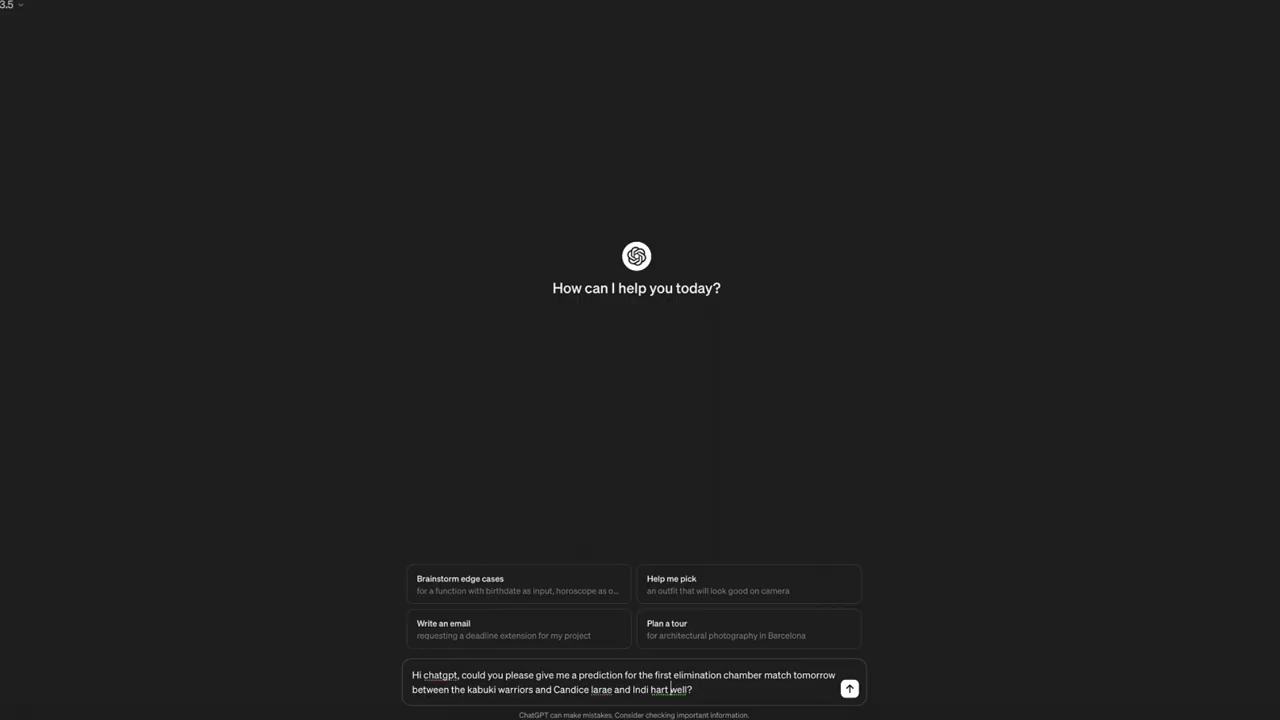 3.5
How can I help you today?
Brainstorm edge cases
for a function with birthdate as input, horoscope as o...
Help me pick
an outfit that will look good on camera
Write an email
requesting a deadline extension for my project
Plan a tour
for architectural photography in Barcelona
Hi chatgpt, could you please give me a prediction for the first elimination chamber match tomorrow
between the kabuki warriors and Candice larae and Indi hart well?
ChatGPT can make mistakes. Consider checking important information.